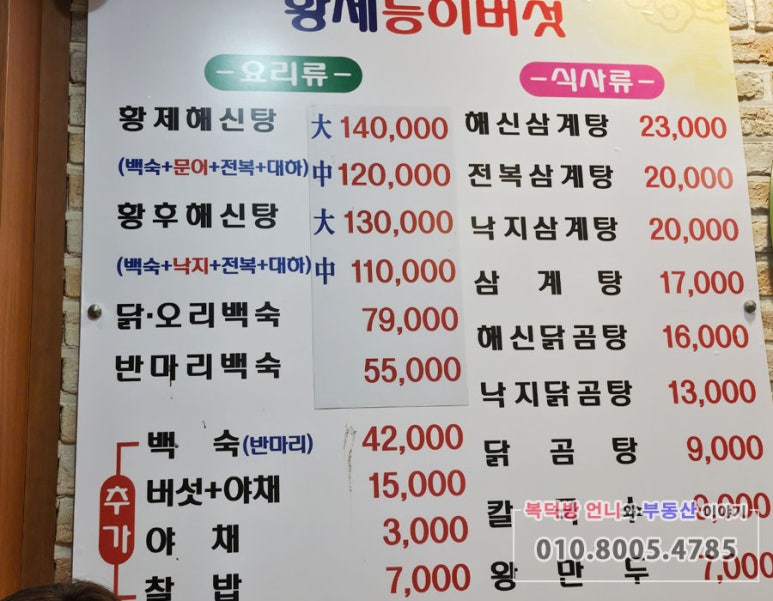 황제능이버섯
-요리류-
황제해신탕 大 140,000
(백숙+문어+전복+대하) 中 120,000
황후해신탕 大 130,000
(백숙+낙지+전복+대하) 中 110,000
닭·오리백숙 79,000
반마리백숙 55,000
추가
백 숙(반마리) 42,000
버섯+야채 15,000
야 채 3,000
찰 밥 7,000
-식사류-
해신삼계탕 23,000
전복삼계탕 20,000
낙지삼계탕 20,000
삼 계 탕 17,000
해신닭곰탕 16,000
낙지닭곰탕 13,000
닭 곰 탕 9,000
칼 국 수
왕 만 두 7,000
복덕방 언니와 부동산 이야기
010.8005.4785